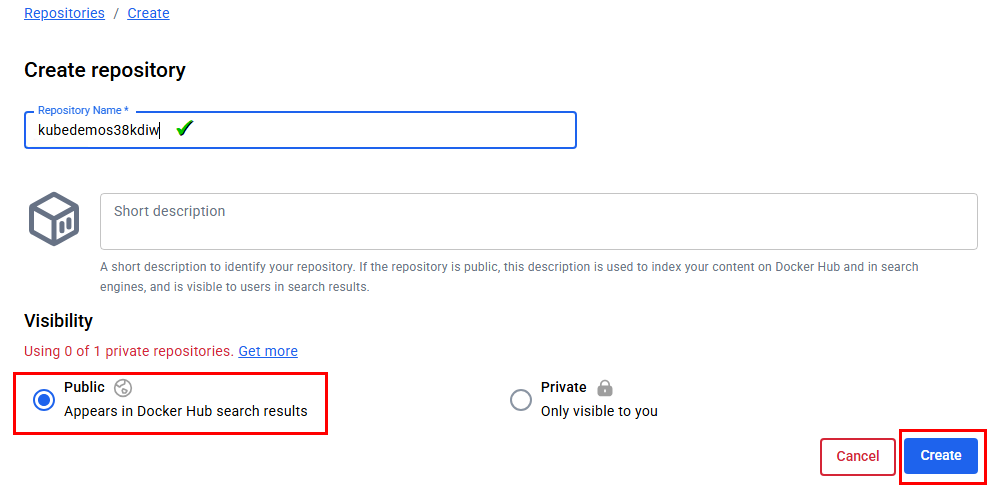 Repositories / Create
Create repository
Repository Name *
kubedemos38kdiw
Short description
A short description to identify your repository. If the repository is public, this description is used to index your content on Docker Hub and in search
engines, and is visible to users in search results.
Visibility
Using 0 of 1 private repositories. Get more
Public
Appears in Docker Hub search results
Private
Only visible to you
Cancel
Create